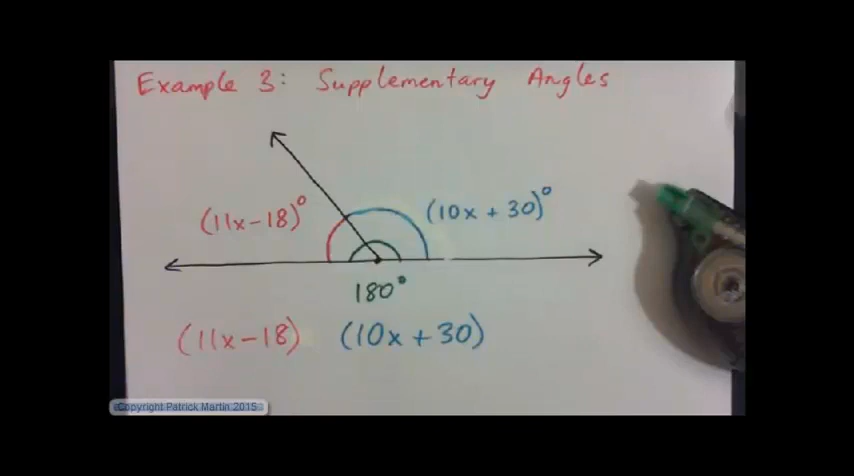 Example 3: Supplementary Angles
(11x-18)° (10x + 30)°
180°
(11x-18) (10x + 30)
©Copyright Patrick Martin 2015